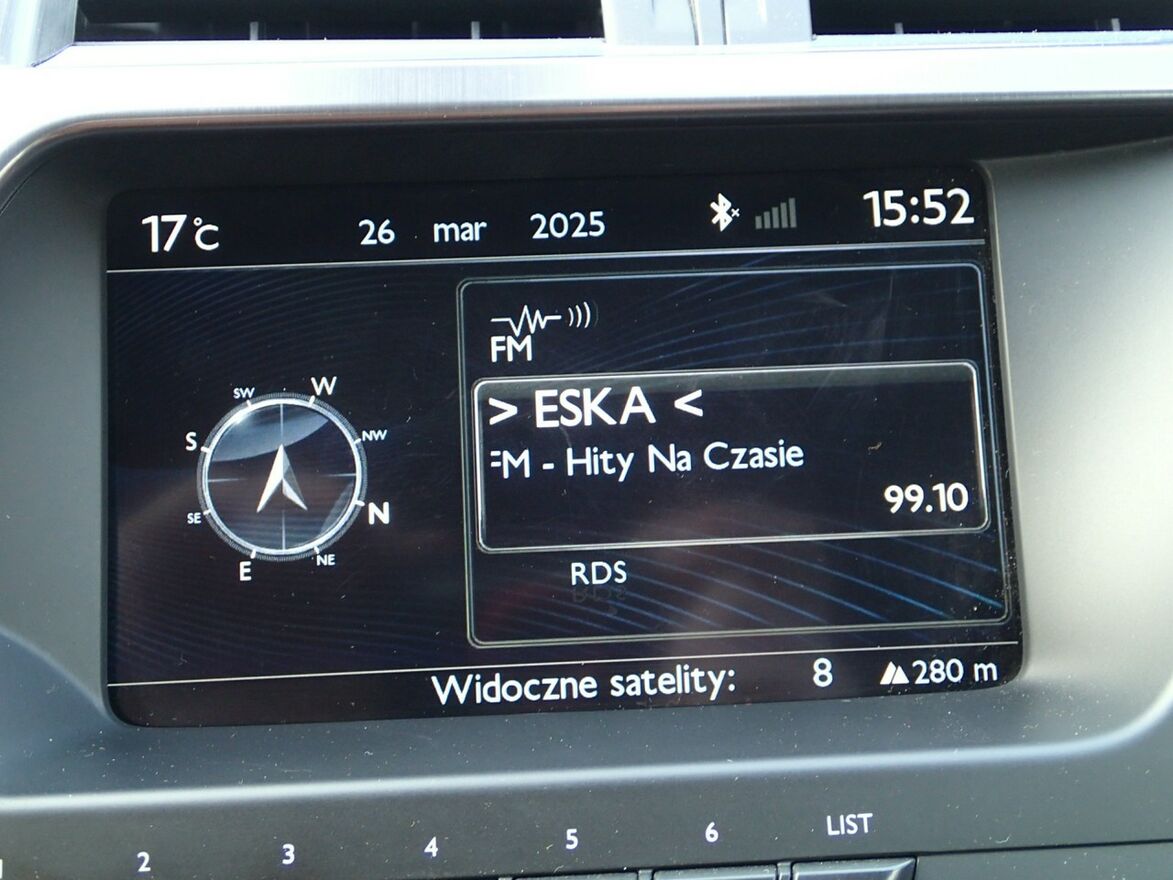 17°C 26 mar 2025 15:52
FM
> ESKA <
FM - Hity Na Czasie
99.10
RDS
W
SW
NW
S
N
SE
NE
E
Widoczne satelity: 8 280 m
2 3 4 5 6 LIST